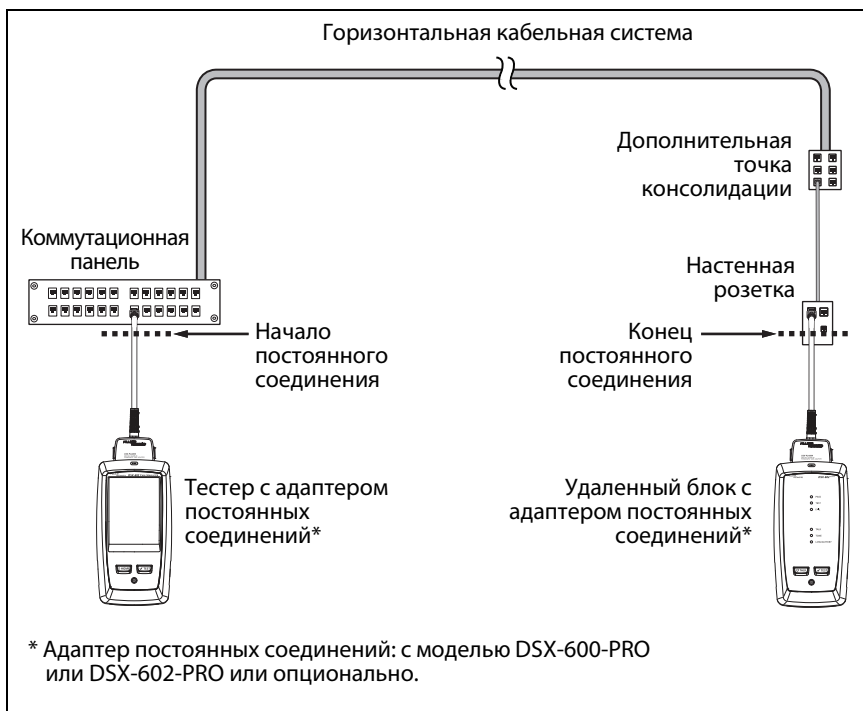 Горизонтальная кабельная система
Дополнительная
точка
консолидации
Коммутационная
панель
Настенная
розетка
Начало
постоянного
соединения
Конец
постоянного
соединения
Тестер с адаптером
постоянных
соединений*
Удаленный блок с
адаптером постоянных
соединений*
* Адаптер постоянных соединений: с моделью DSX-600-PRO
или DSX-602-PRO или опционально.